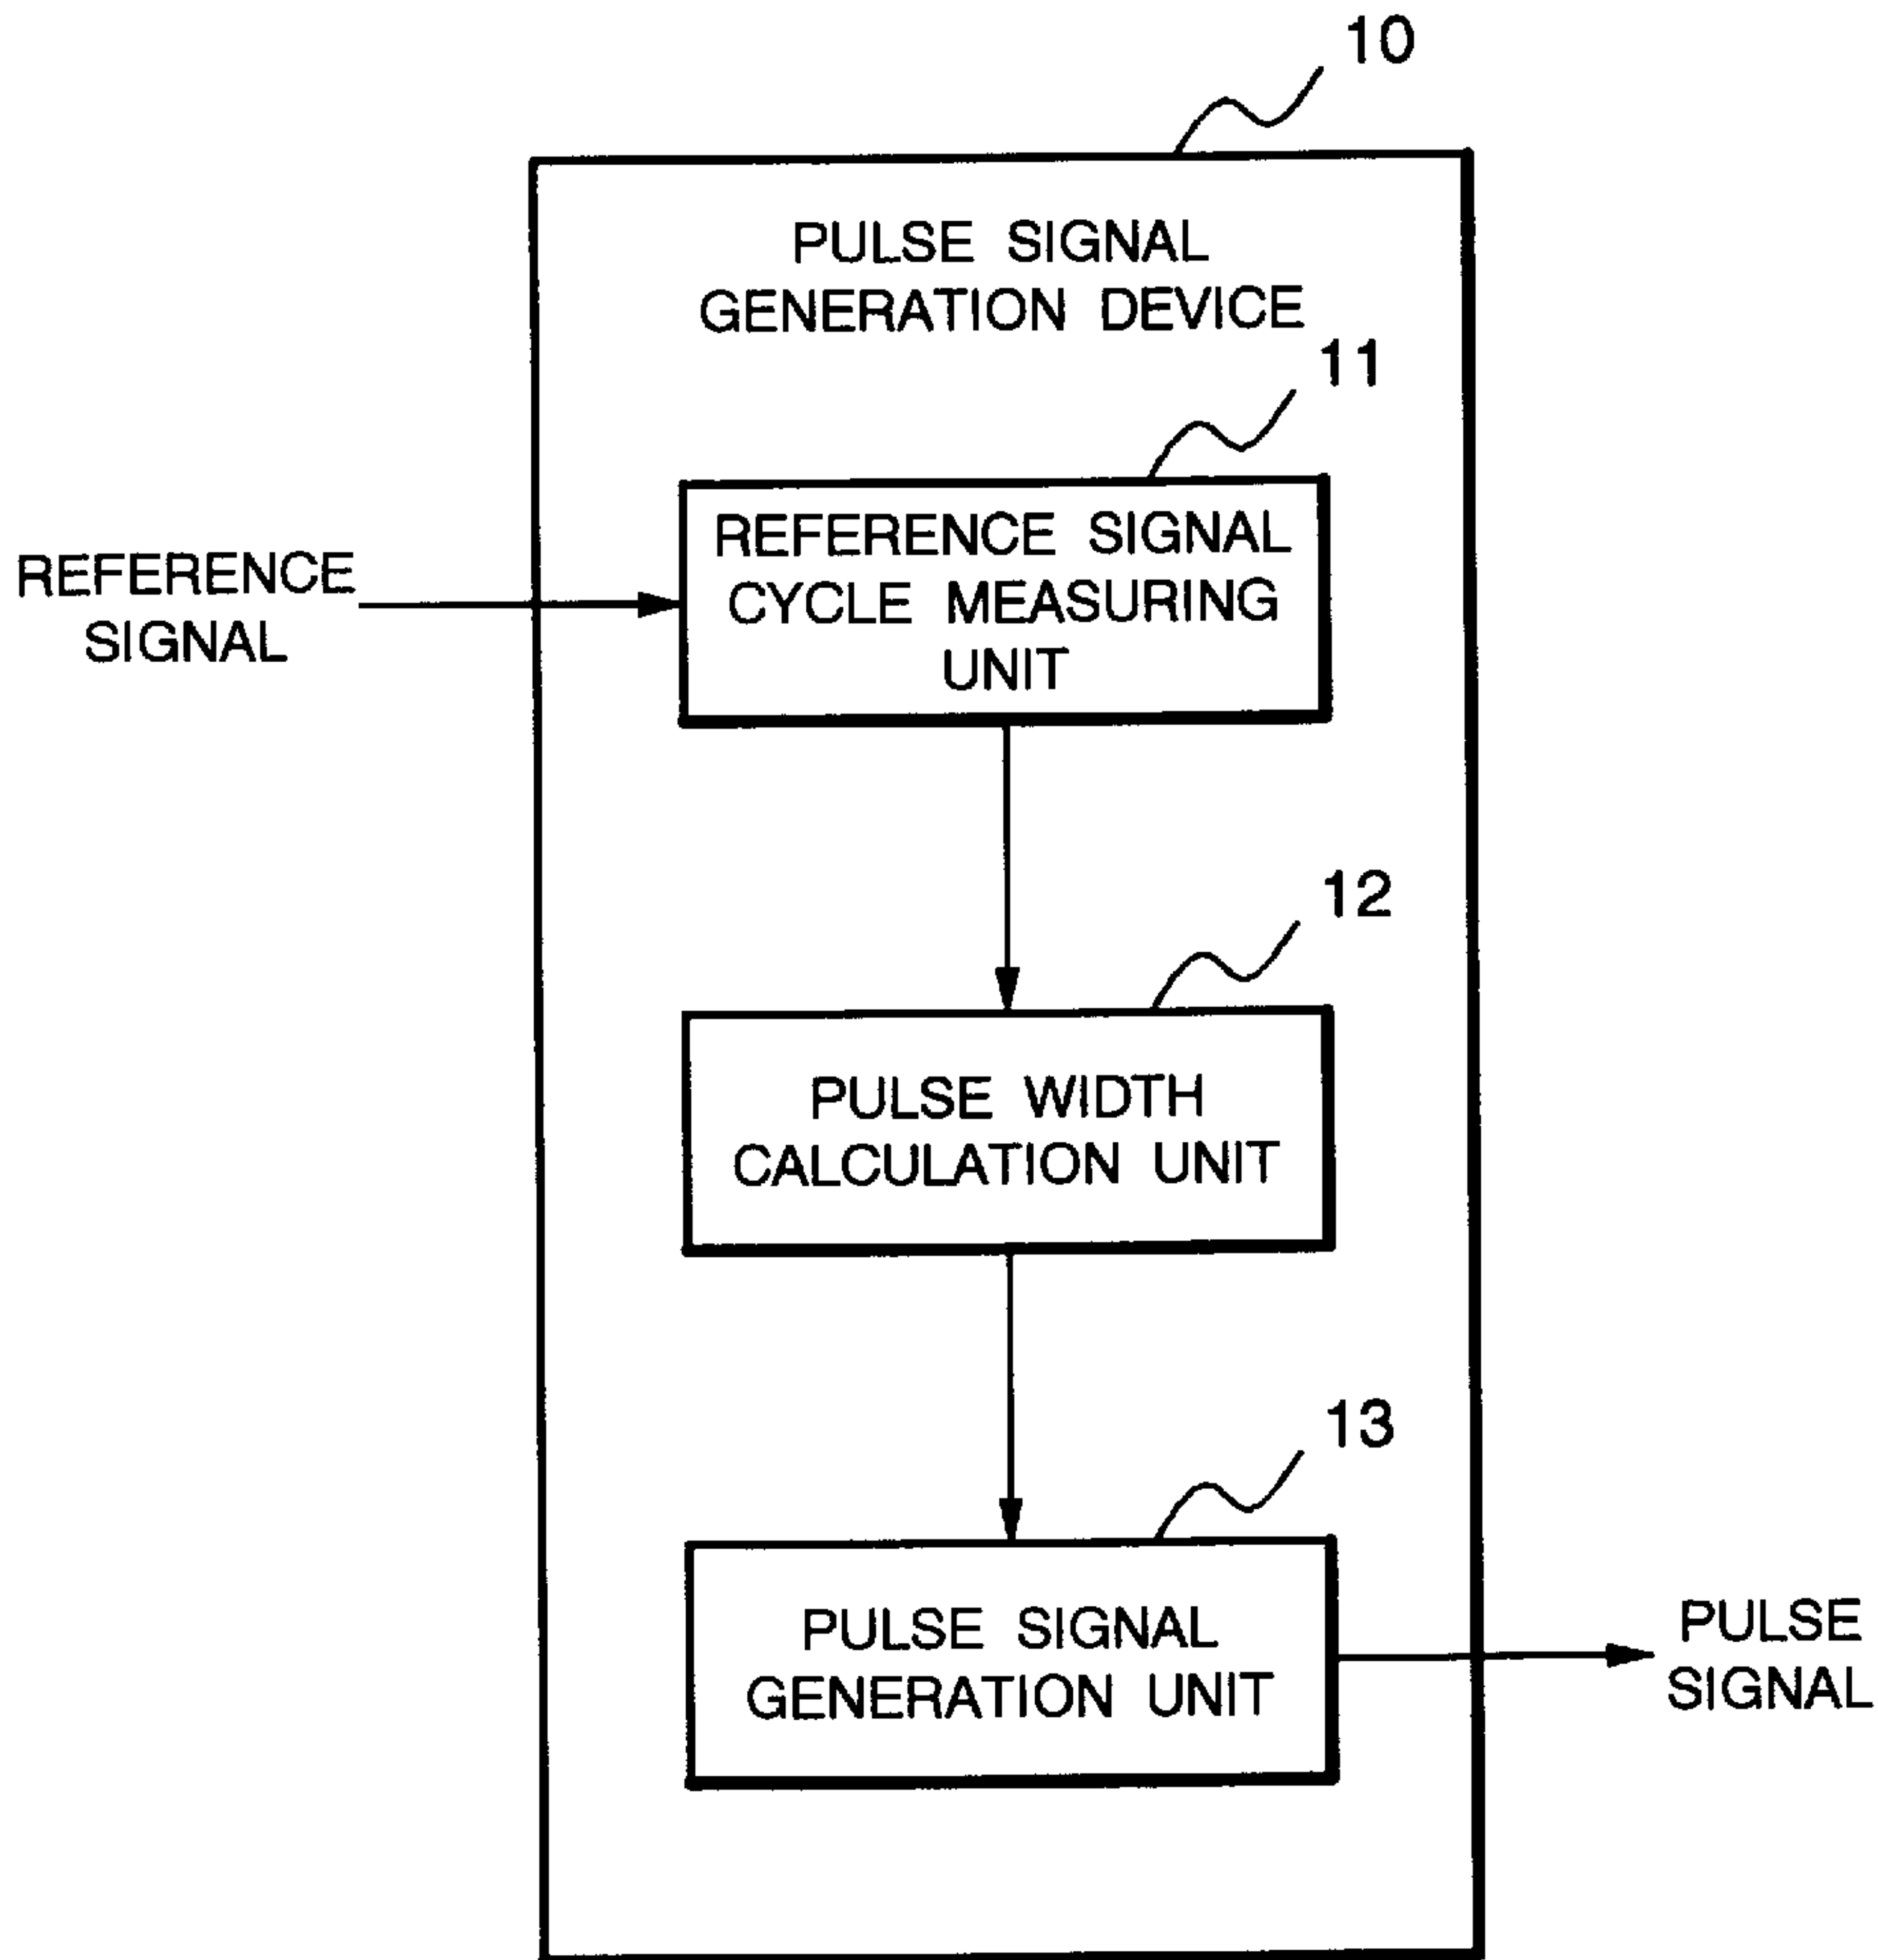 10
PULSE SIGNAL
GENERATION DEVICE
11
REFERENCE SIGNAL
CYCLE MEASURING
UNIT
REFERENCE
SIGNAL
12
PULSE WIDTH
CALCULATION UNIT
13
PULSE SIGNAL
GENERATION UNIT
PULSE
SIGNAL